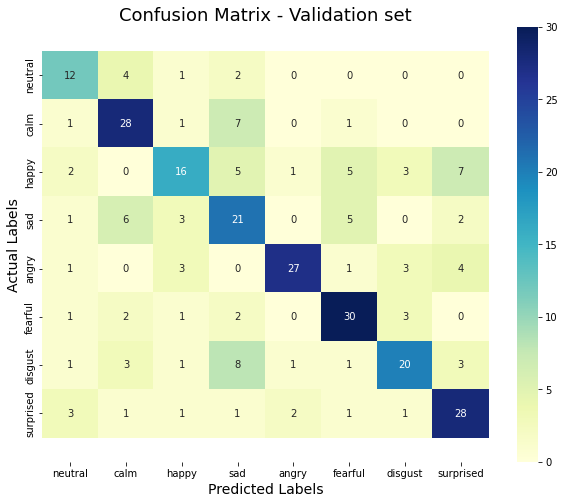 Confusion Matrix - Validation set
Actual Labels
neutral 12 4 1 2 0 0 0 0
calm 1 28 1 7 0 1 0 0
happy 2 0 16 5 1 5 3 7
sad 1 6 3 21 0 5 0 2
angry 1 0 3 0 27 1 3 4
fearful 1 2 1 2 0 30 3 0
disgust 1 3 1 8 1 1 20 3
surprised 3 1 1 1 2 1 1 28
neutral calm happy sad angry fearful disgust surprised
Predicted Labels
30
25
20
15
10
5
0